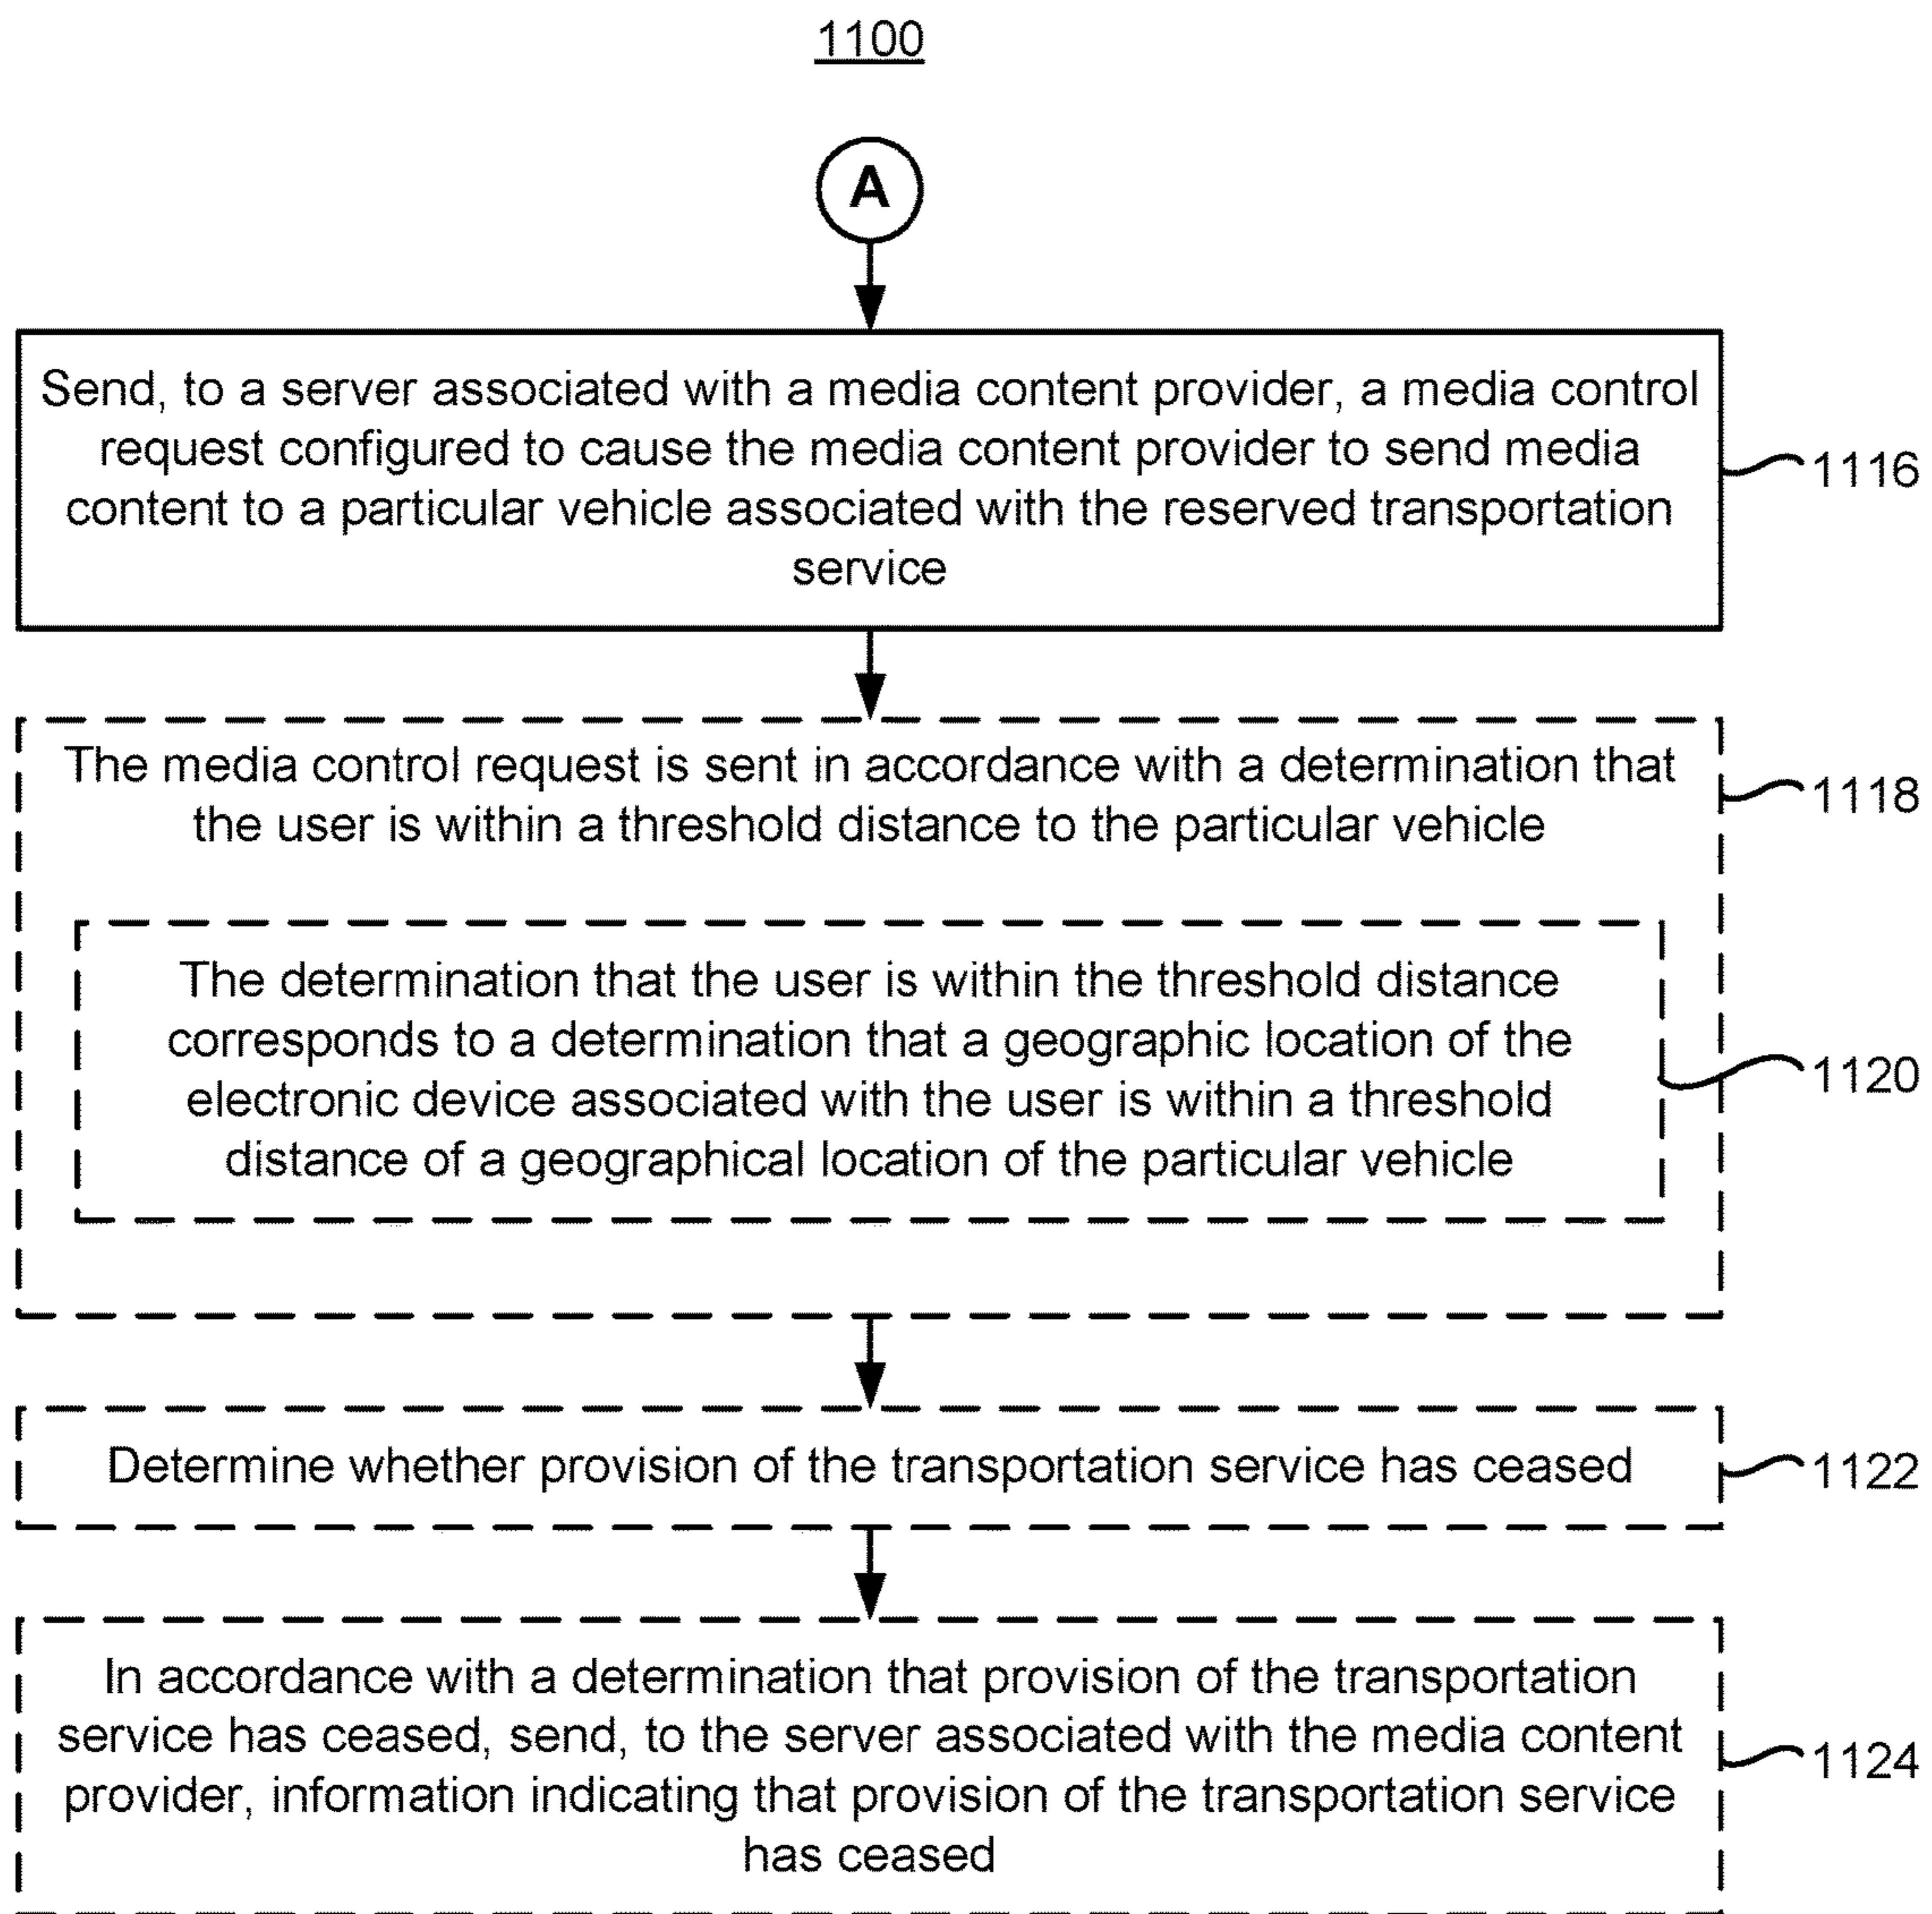 1100
A
Send, to a server associated with a media content provider, a media control
request configured to cause the media content provider to send media
content to a particular vehicle associated with the reserved transportation
service
1116
The media control request is sent in accordance with a determination that
the user is within a threshold distance to the particular vehicle
1118
The determination that the user is within the threshold distance
corresponds to a determination that a geographic location of the
electronic device associated with the user is within a threshold
distance of a geographical location of the particular vehicle
1120
Determine whether provision of the transportation service has ceased
1122
In accordance with a determination that provision of the transportation
service has ceased, send, to the server associated with the media content
provider, information indicating that provision of the transportation service
has ceased
1124